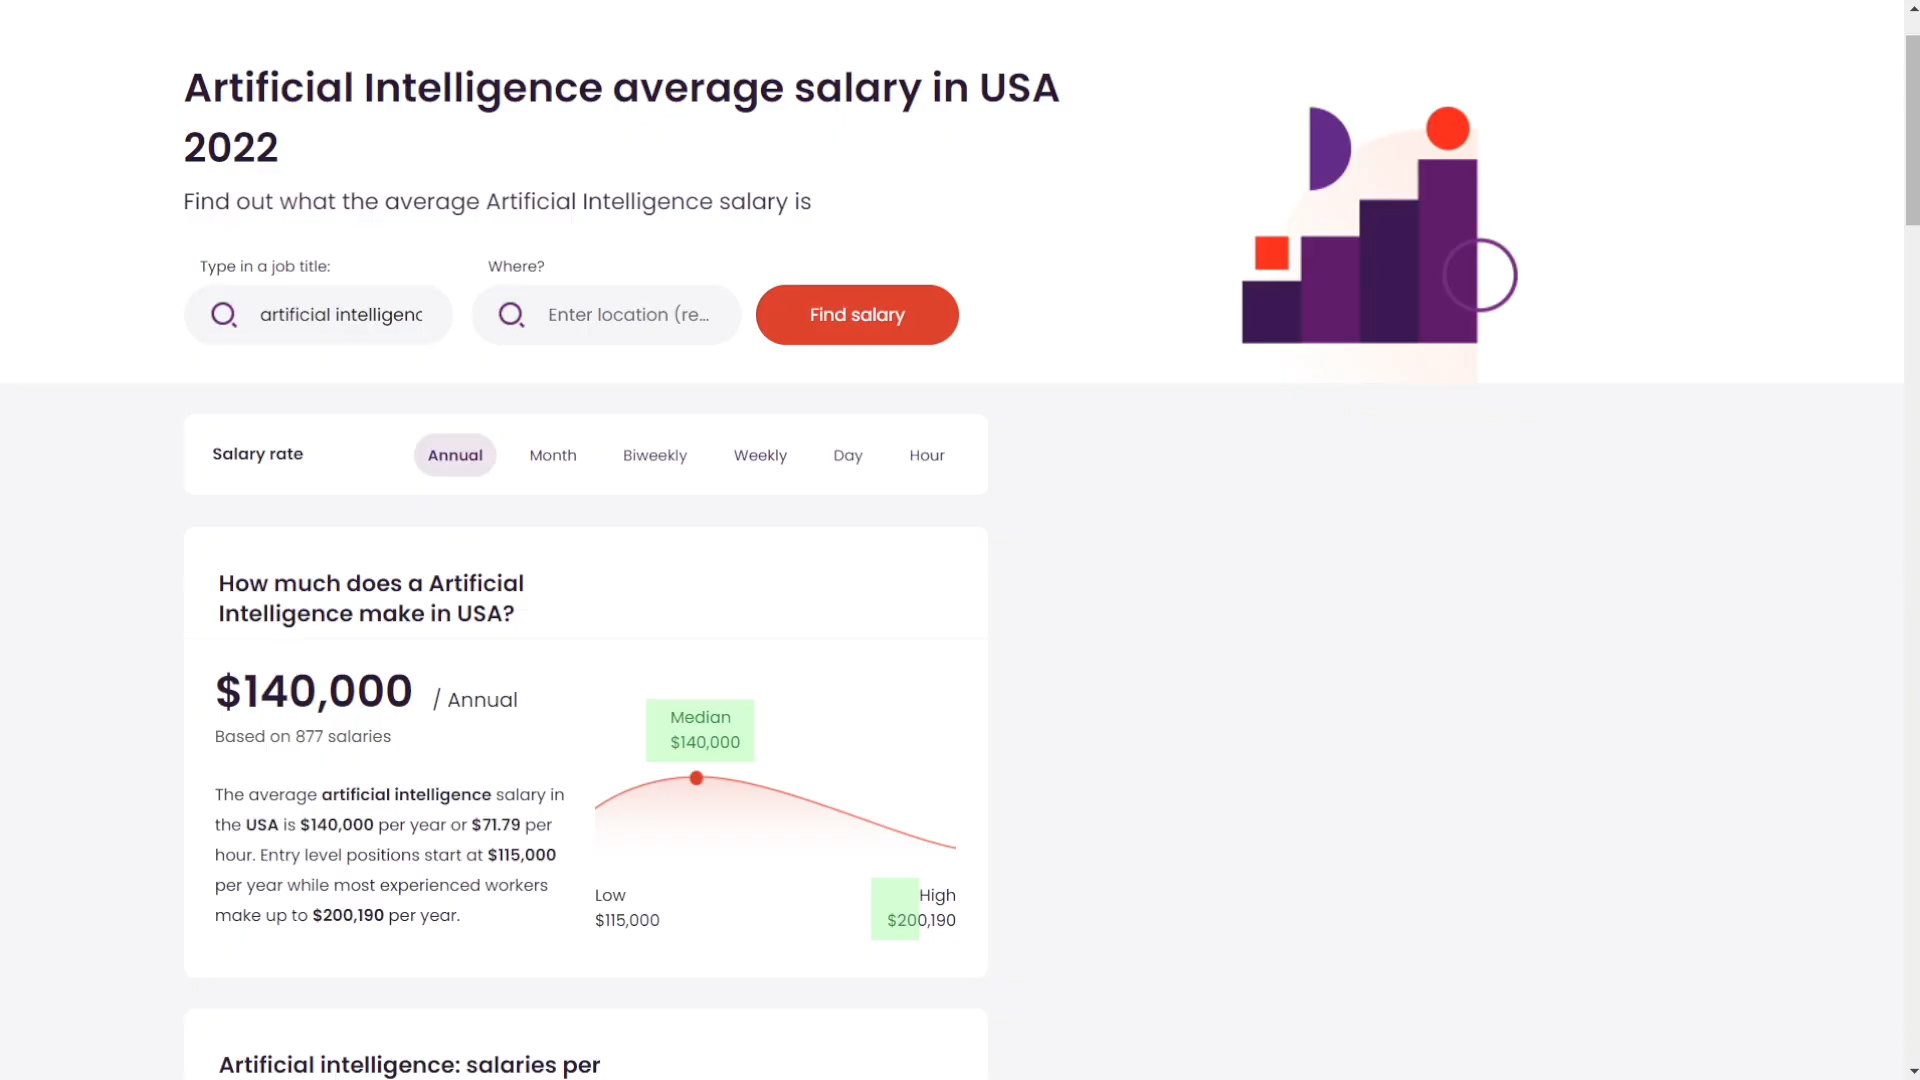 Artificial Intelligence average salary in USA
2022
Find out what the average Artificial Intelligence salary is
Type in a job title:
Where?
artificial intelligenc
Enter location (re...
Find salary
Salary rate
Annual
Month
Biweekly
Weekly
Day
Hour
How much does a Artificial
Intelligence make in USA?
$140,000 / Annual
Based on 877 salaries
The average artificial intelligence salary in
the USA is $140,000 per year or $71.79 per
hour. Entry level positions start at $115,000
per year while most experienced workers
make up to $200,190 per year.
Median
$140,000
Low
$115,000
High
$200,190
Artificial intelligence: salaries per